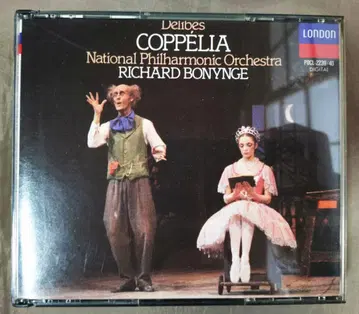 Delibes
COPPÉLIA
National Philharmonic Orchestra
RICHARD BONYNGE
LONDON
DIGITAL